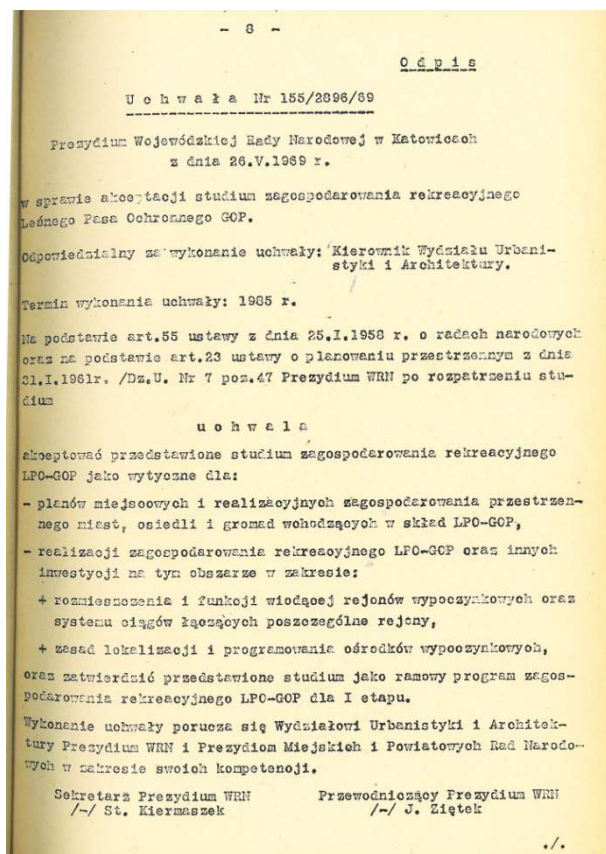 - 8 -
Odpis
Uchwała Nr 155/2896/69
Prezydium Wojewódzkiej Rady Narodowej w Katowicach
z dnia 26.V.1969 r.
w sprawie akceptacji studium zagospodarowania rekreacyjnego
Leśnego Pasa Ochronnego GOP.
Odpowiedzialny za wykonanie uchwały: Kierownik Wydziału Urbani-
styki i Architektury.
Termin wykonania uchwały: 1985 r.
Na podstawie art.55 ustawy z dnia 25.I.1958 r. o radach narodowych
oraz na podstawie art.23 ustawy o planowaniu przestrzennym z dnia
31.I.1961r. /Dz.U. Nr 7 poz.47 Prezydium WRN po rozpatrzeniu stu-
dium
uchwala
akceptować przedstawione studium zagospodarowania rekreacyjnego
LPO-GOP jako wytyczne dla:
- planów miejscowych i realizacyjnych zagospodarowania przestrzen-
nego miast, osiedli i gromad wchodzących w skład LPO-GOP,
- realizacji zagospodarowania rekreacyjnego LPO-GOP oraz innych
inwestycji na tym obszarze w zakresie:
+ rozmieszczenia i funkcji wiodącej rejonów wypoczynkowych oraz
systemu ciągów łączących poszczególne rejony,
+ zasad lokalizacji i programowania ośrodków wypoczynkowych,
oraz zatwierdzić przedstawione studium jako ramowy program zagos-
podarowania rekreacyjnego LPO-GOP dla I etapu.
Wykonanie uchwały porucza się Wydziałowi Urbanistyki i Architek-
tury Prezydium WRN i Prezydiom Miejskich i Powiatowych Rad Narodo-
wych w zakresie swoich kompetencji.
Sekretarz Prezydium WRN Przewodniczący Prezydium WRN
/-/ St. Kiermaszek /-/ J. Ziętek
./.